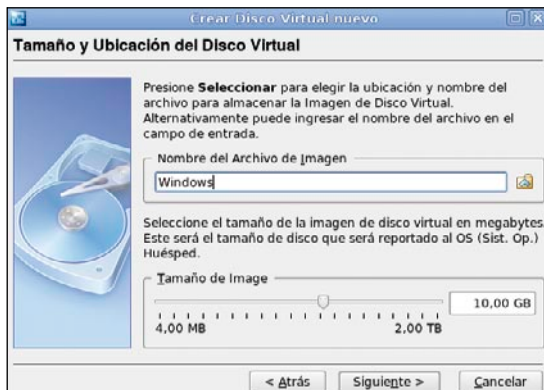 Crear Disco Virtual nuevo
Tamaño y Ubicación del Disco Virtual
Presione Seleccionar para elegir la ubicación y nombre del
archivo para almacenar la Imagen de Disco Virtual.
Alternativamente puede ingresar el nombre del archivo en el
campo de entrada.
Nombre del Archivo de Imagen
Windows
Seleccione el tamaño de la imagen de disco virtual en megabytes.
Este será el tamaño de disco que será reportado al OS (Sist. Op.)
Huésped.
Tamaño de Image
10,00 GB
4,00 MB 2,00 TB
< Atrás Siguiente > Cancelar